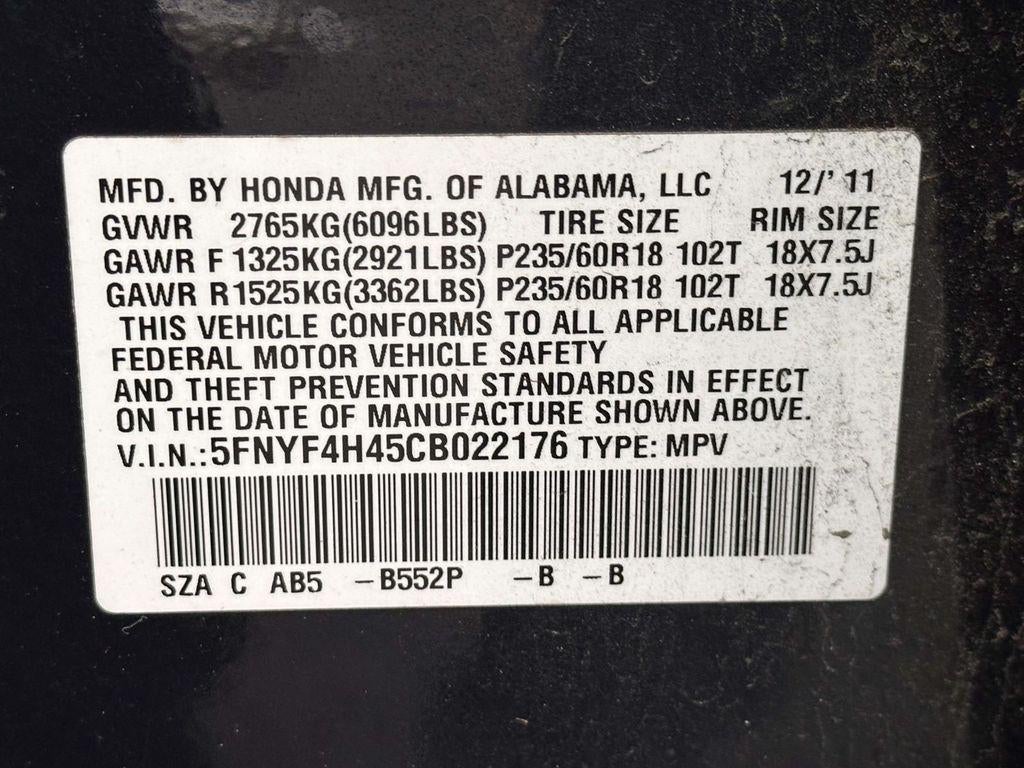 MFD. BY HONDA MFG. OF ALABAMA, LLC 12/' 11
GVWR 2765KG(6096LBS) TIRE SIZE RIM SIZE
GAWR F 1325KG(2921LBS) P235/60R18 102T 18X7.5J
GAWR R1525KG(3362LBS) P235/60R18 102T 18X7.5J
THIS VEHICLE CONFORMS TO ALL APPLICABLE
FEDERAL MOTOR VEHICLE SAFETY
AND THEFT PREVENTION STANDARDS IN EFFECT
ON THE DATE OF MANUFACTURE SHOWN ABOVE.
V.I.N.:5FNYF4H45CB022176 TYPE: MPV
SZA C AB5 –B552P –B –B